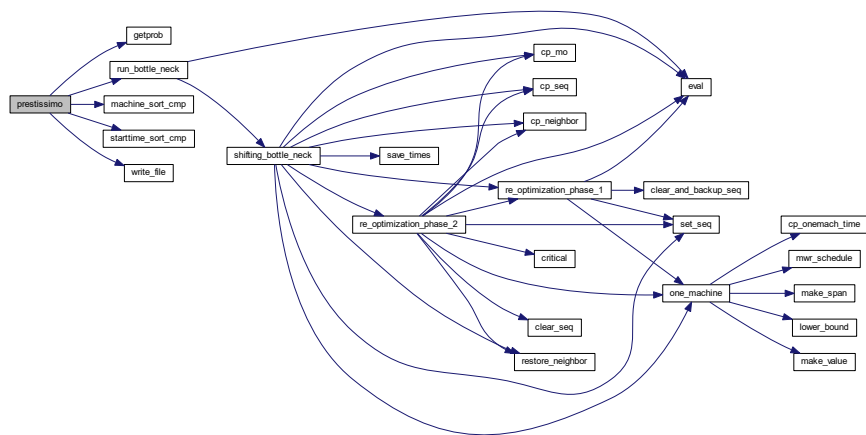 getprob
run_bottle_neck
prestissimo
machine_sort_cmp
starttime_sort_cmp
write_file
shifting_bottle_neck
save_times
re_optimization_phase_2
cp_mo
cp_seq
cp_neighbor
re_optimization_phase_1
critical
clear_seq
restore_neighbor
eval
clear_and_backup_seq
set_seq
one_machine
cp_onemach_time
mwr_schedule
make_span
lower_bound
make_value